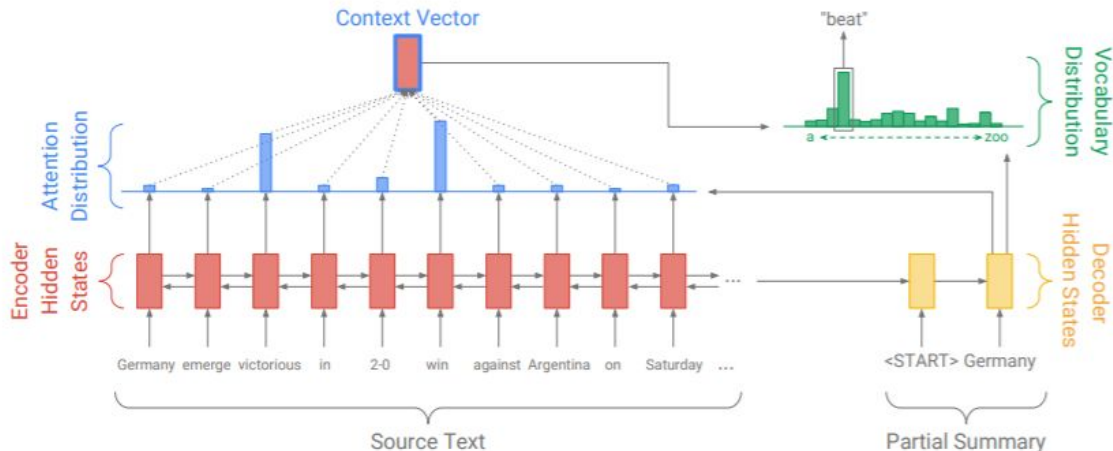 Context Vector
"beat"
Vocabulary
Distribution
a
zoo
Attention
Distribution
Encoder
Hidden
States
Decoder
Hidden States
...
Germany emerge victorious in 2-0 win against Argentina on Saturday ...
<START> Germany
Source Text
Partial Summary